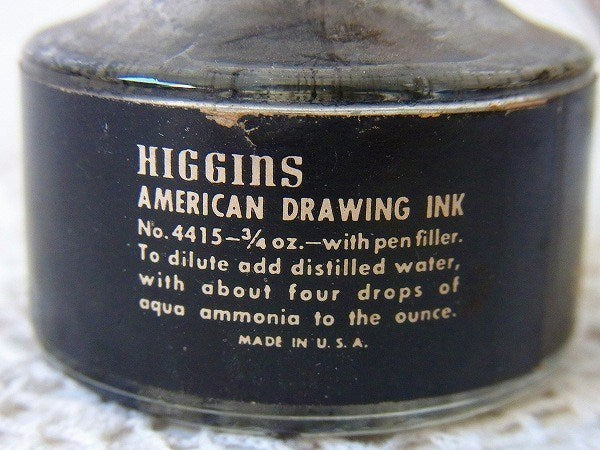 HIGGINS
AMERICAN DRAWING INK
No. 4415–3/4 oz.–with pen filler.
To dilute add distilled water,
with about four drops of
aqua ammonia to the ounce.
MADE IN U.S.A.